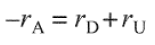 −r_A = r_D + r_U